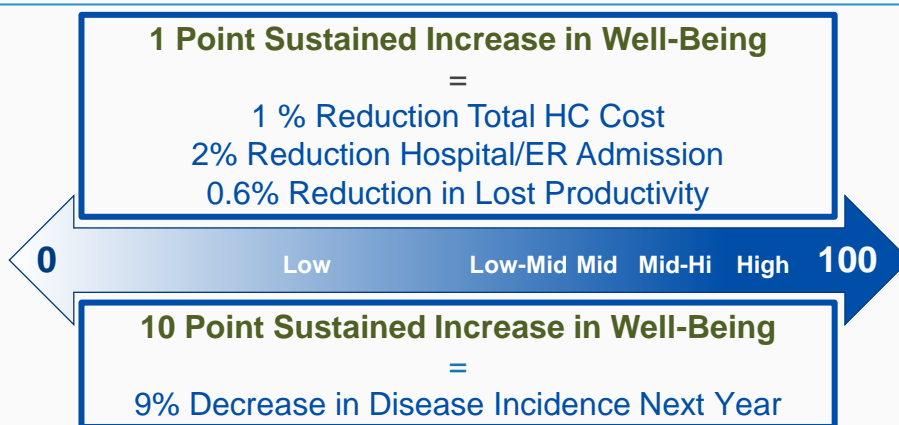 1 Point Sustained Increase in Well-Being
=
1 % Reduction Total HC Cost
2% Reduction Hospital/ER Admission
0.6% Reduction in Lost Productivity
0 Low Low-Mid Mid Mid-Hi High 100
10 Point Sustained Increase in Well-Being
=
9% Decrease in Disease Incidence Next Year